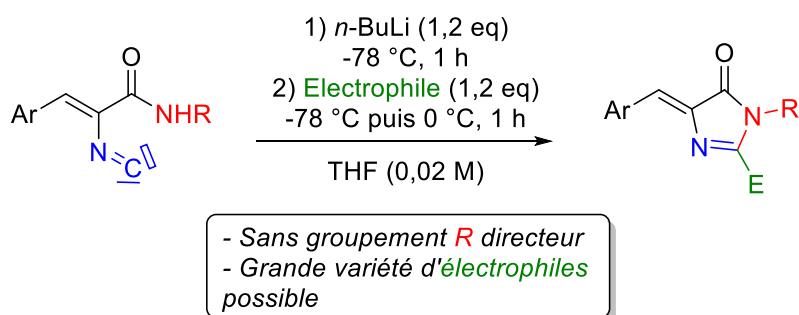 1) n-BuLi (1,2 eq)
-78 °C, 1 h
2) Electrophile (1,2 eq)
-78 °C puis 0 °C, 1 h
THF (0,02 M)
O
Ar
NHR
N
C
O
Ar
N
R
N
E
- Sans groupement R directeur
- Grande variété d'électrophiles
possible